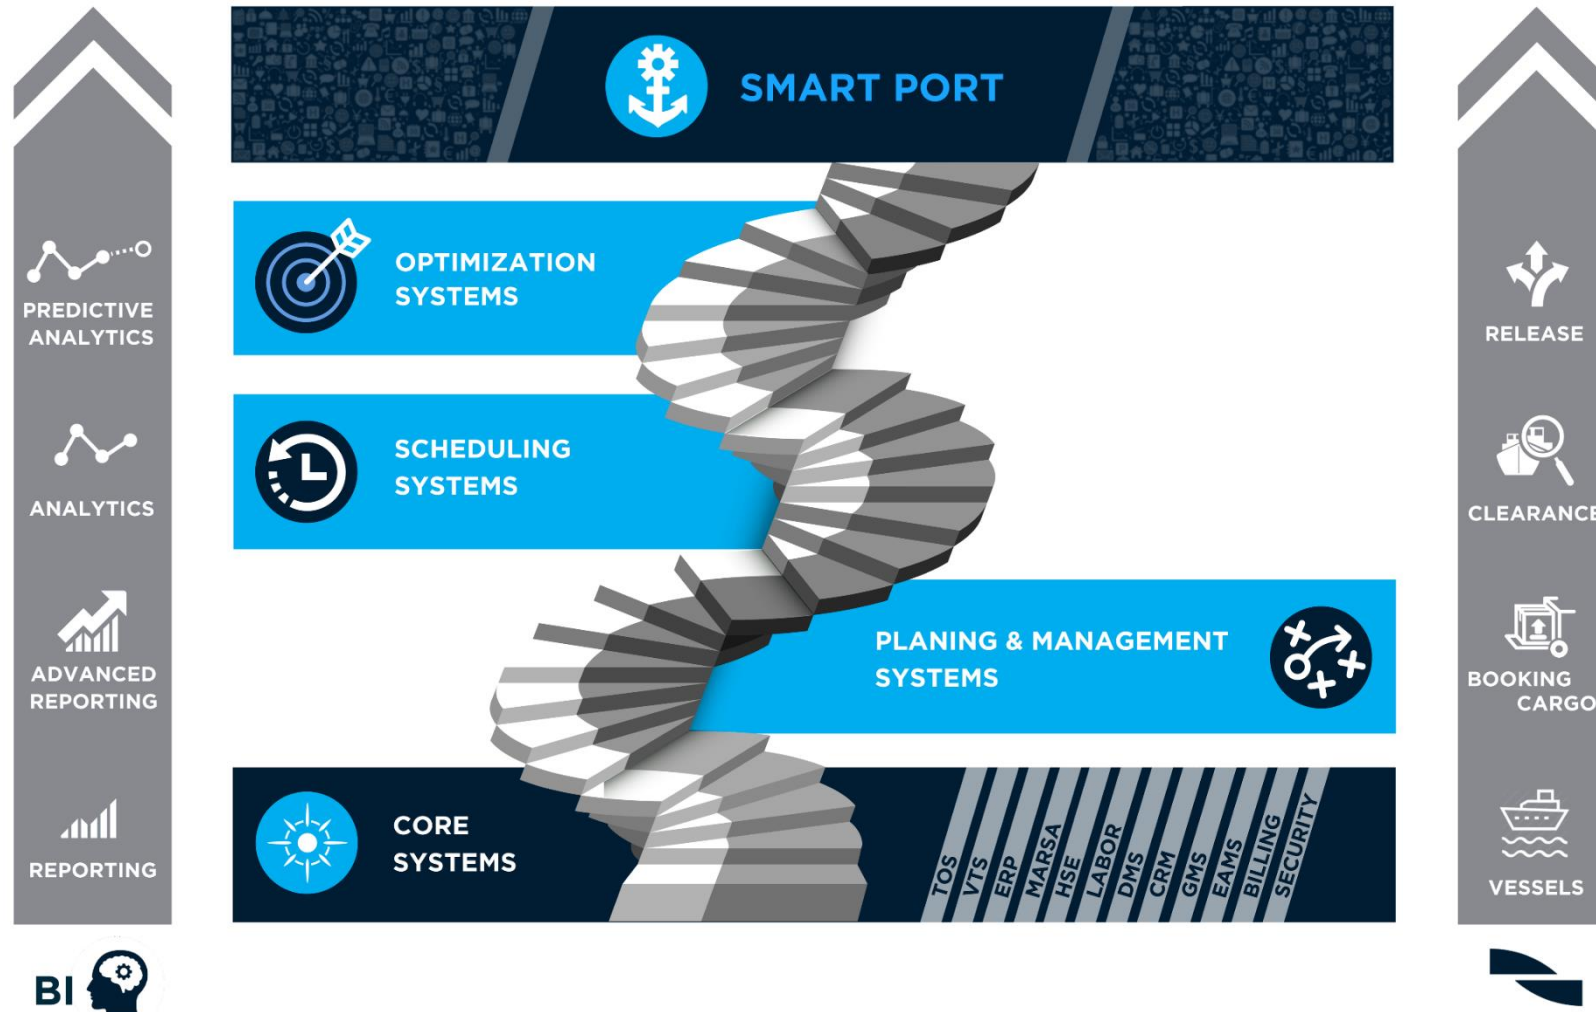 SMART PORT
PREDICTIVE
ANALYTICS
ANALYTICS
ADVANCED
REPORTING
REPORTING
BI
OPTIMIZATION
SYSTEMS
SCHEDULING
SYSTEMS
PLANING & MANAGEMENT
SYSTEMS
CORE
SYSTEMS
TOS
VTS
ERP
MARSA
HSE
LABOR
DMS
CRM
GMS
EAMS
BILLING
SECURITY
RELEASE
CLEARANCE
BOOKING
CARGO
VESSELS